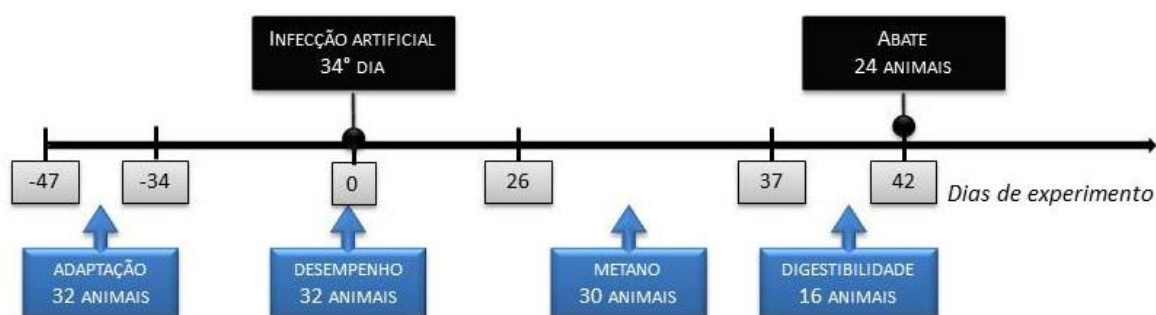 INFECÇÃO ARTIFICIAL
34° DIA
ABATE
24 ANIMAIS
-47
-34
0
26
37
42
Dias de experimento
ADAPTAÇÃO
32 ANIMAIS
DESEMPENHO
32 ANIMAIS
METANO
30 ANIMAIS
DIGESTIBILIDADE
16 ANIMAIS